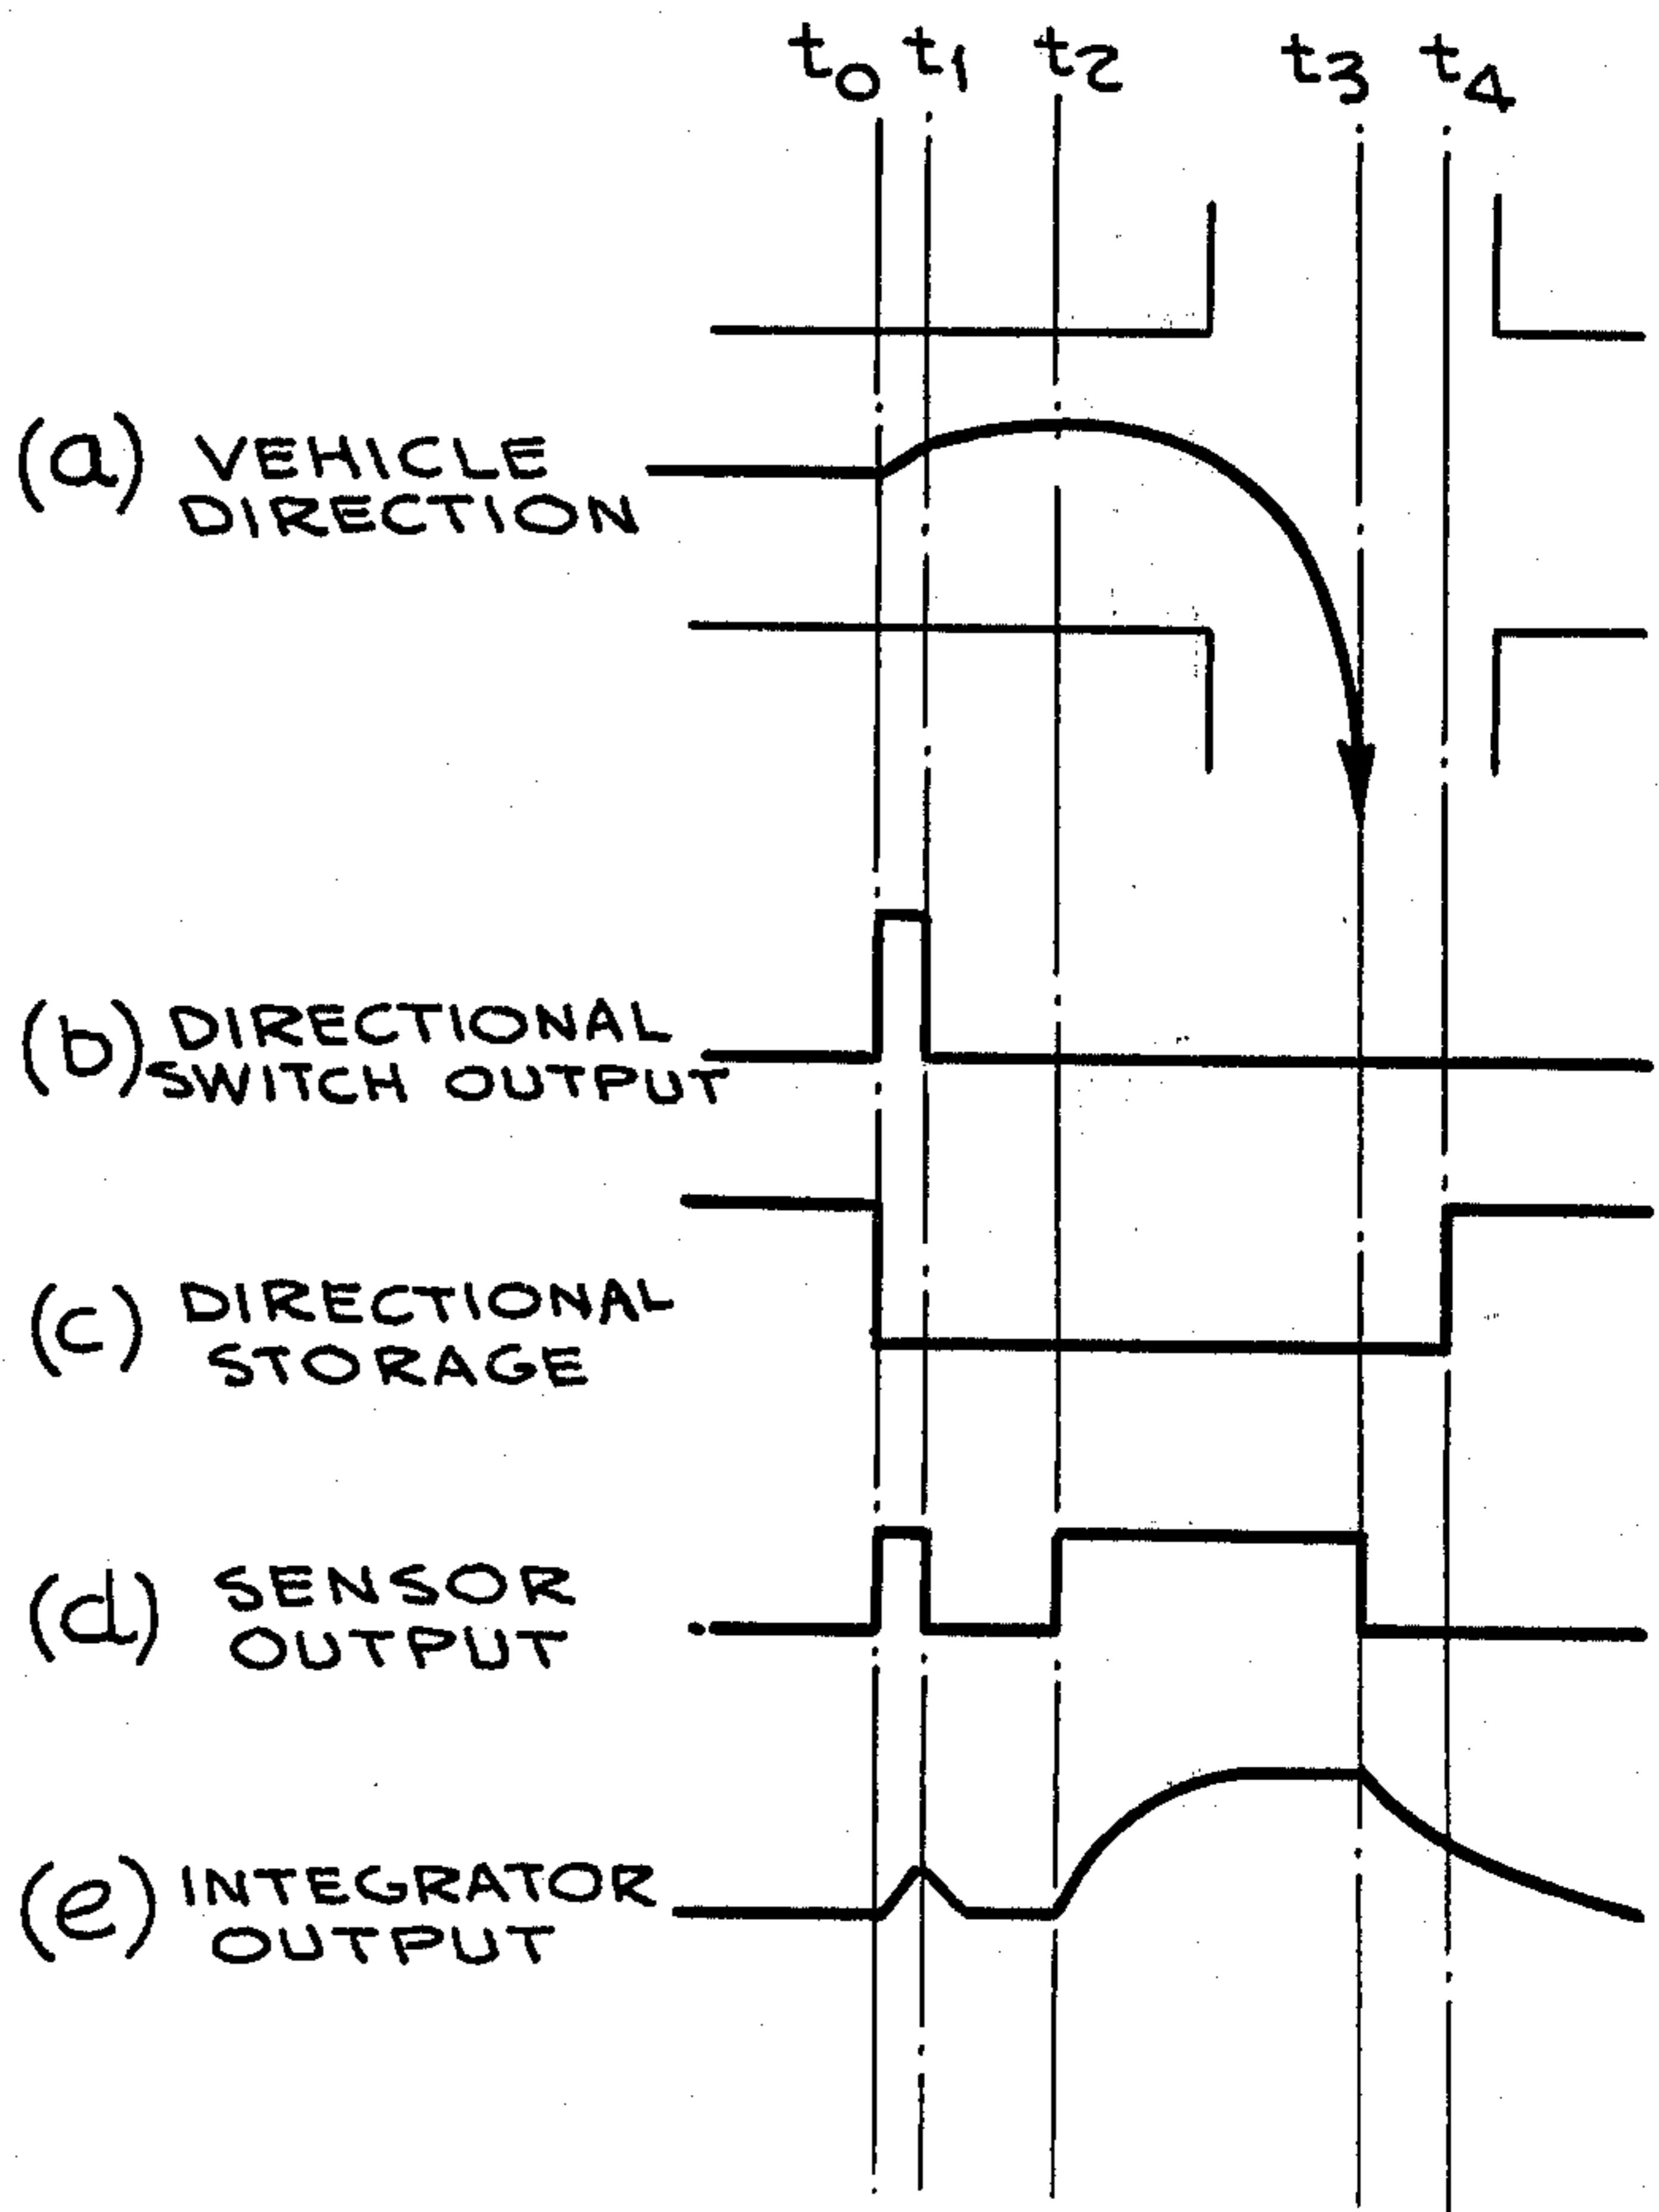 t0 t1 t2 t3 t4
(a) VEHICLE
DIRECTION
(b) DIRECTIONAL
SWITCH OUTPUT
(c) DIRECTIONAL
STORAGE
(d) SENSOR
OUTPUT
(e) INTEGRATOR
OUTPUT